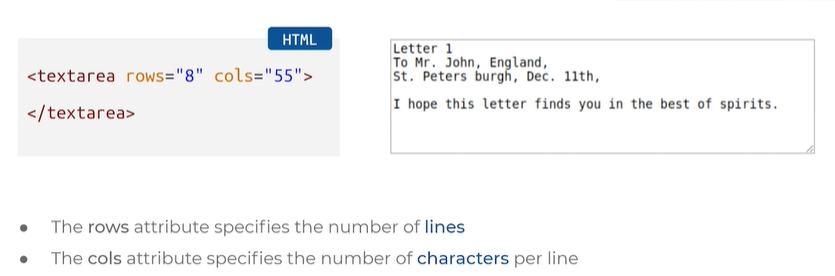 HTML
<textarea rows="8" cols="55">
</textarea>
Letter 1
To Mr. John, England,
St. Peters burgh, Dec. 11th,
I hope this letter finds you in the best of spirits.
● The rows attribute specifies the number of lines
● The cols attribute specifies the number of characters per line